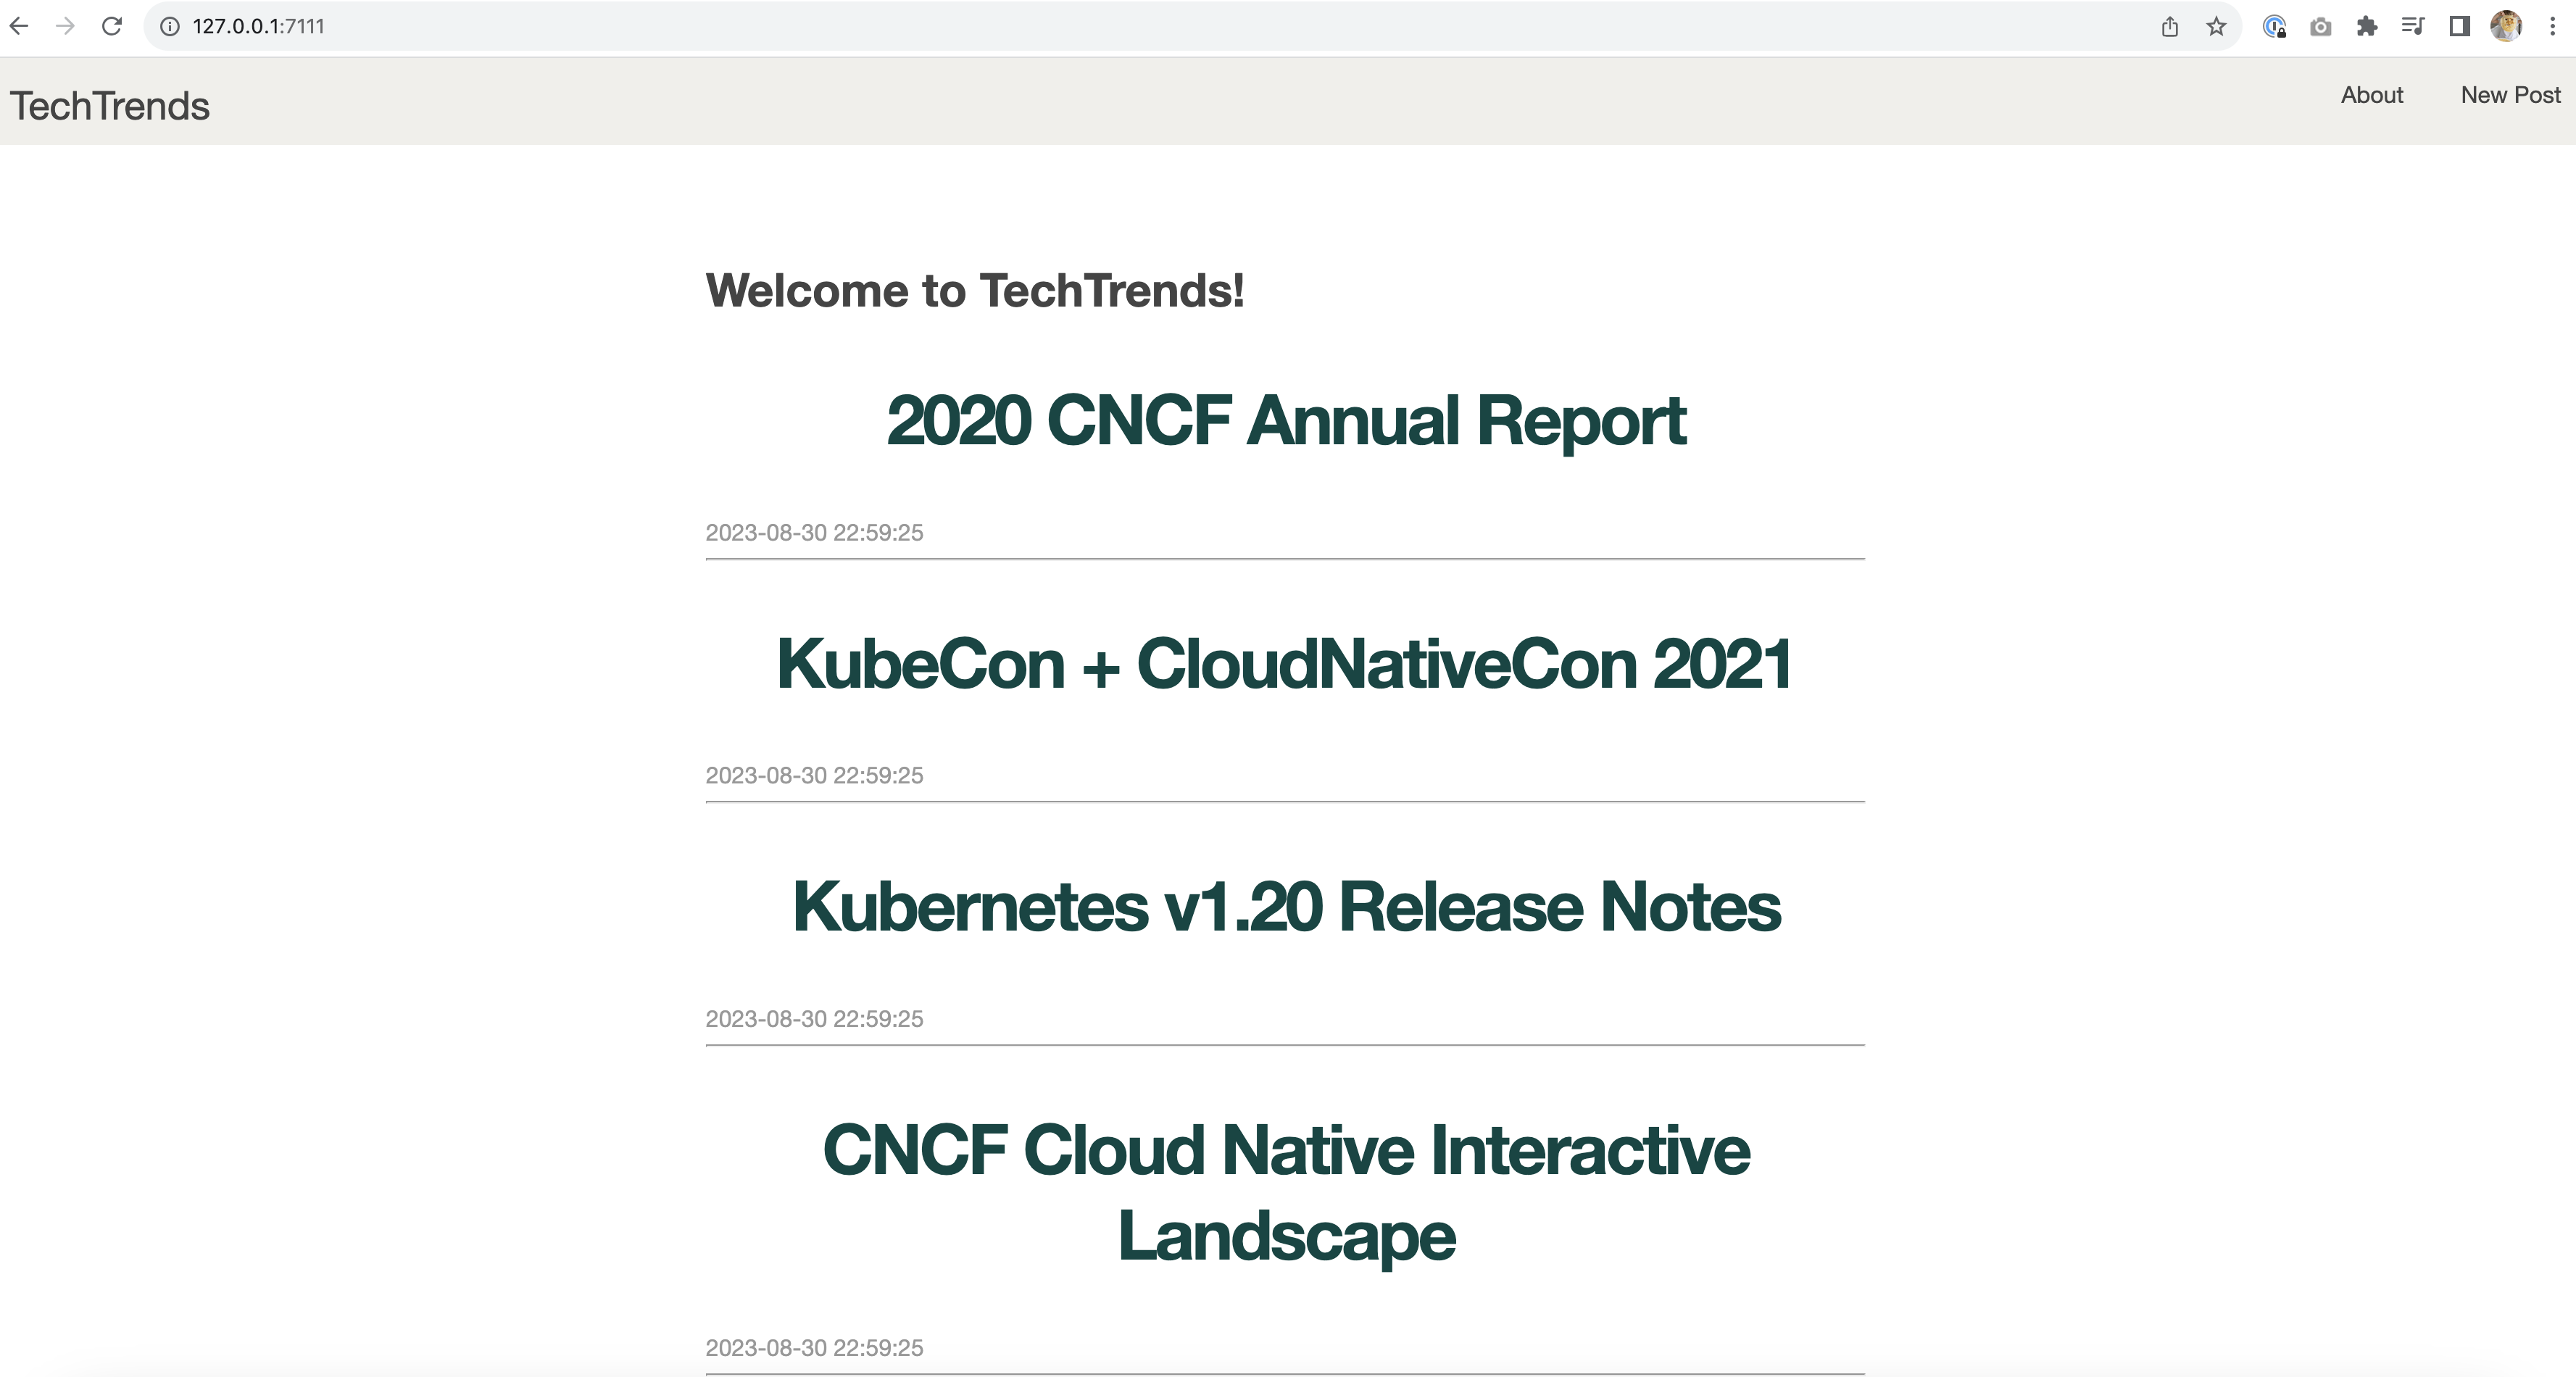 127.0.0.1:7111
TechTrends
About
New Post
Welcome to TechTrends!
2020 CNCF Annual Report
2023-08-30 22:59:25
KubeCon + CloudNativeCon 2021
2023-08-30 22:59:25
Kubernetes v1.20 Release Notes
2023-08-30 22:59:25
CNCF Cloud Native Interactive
Landscape
2023-08-30 22:59:25